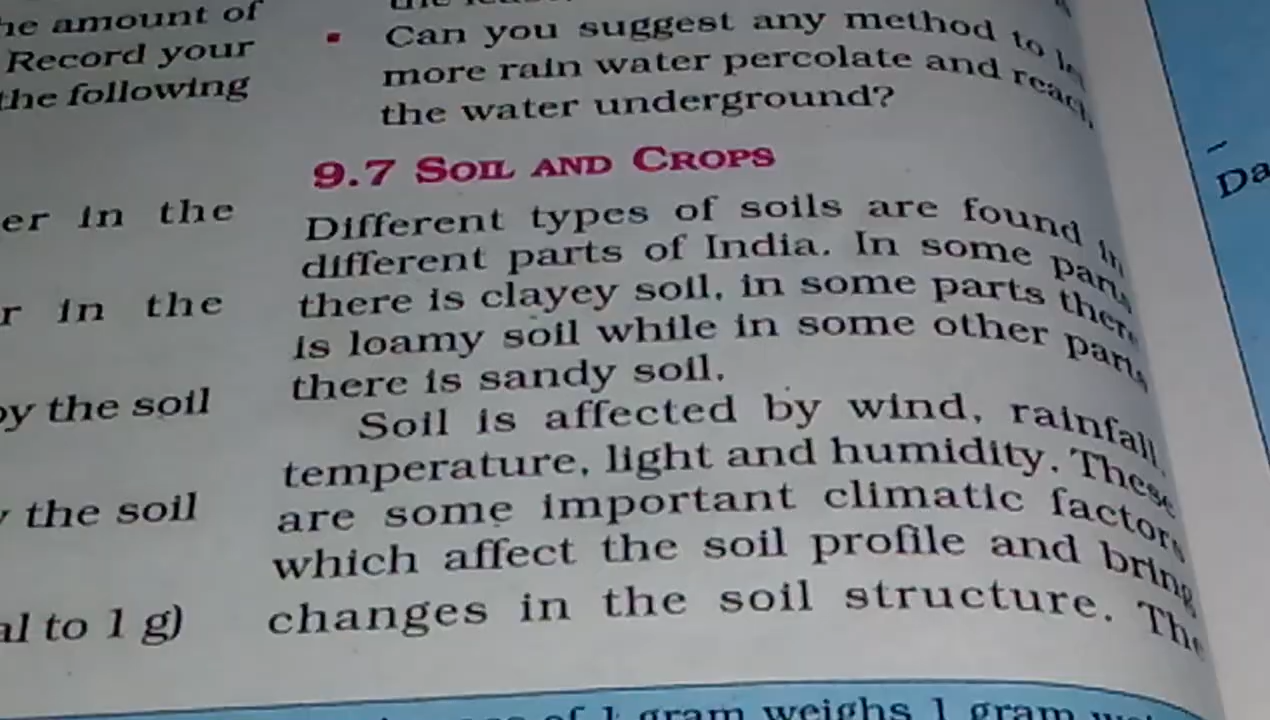 he amount of
Record your
the following
er in the
r in the
by the soil
the soil
al to 1 g)
• Can you suggest any method to
more rain water percolate and reach
the water underground?
9.7 SOIL AND CROPS
Different types of soils are found in
different parts of India. In some parts
there is clayey soil, in some parts there
is loamy soil while in some other parts
there is sandy soil.
Soil is affected by wind, rainfall,
temperature, light and humidity. These
are some important climatic factors
which affect the soil profile and bring
changes in the soil structure. The
of 1 gram weighs 1 gram
Da